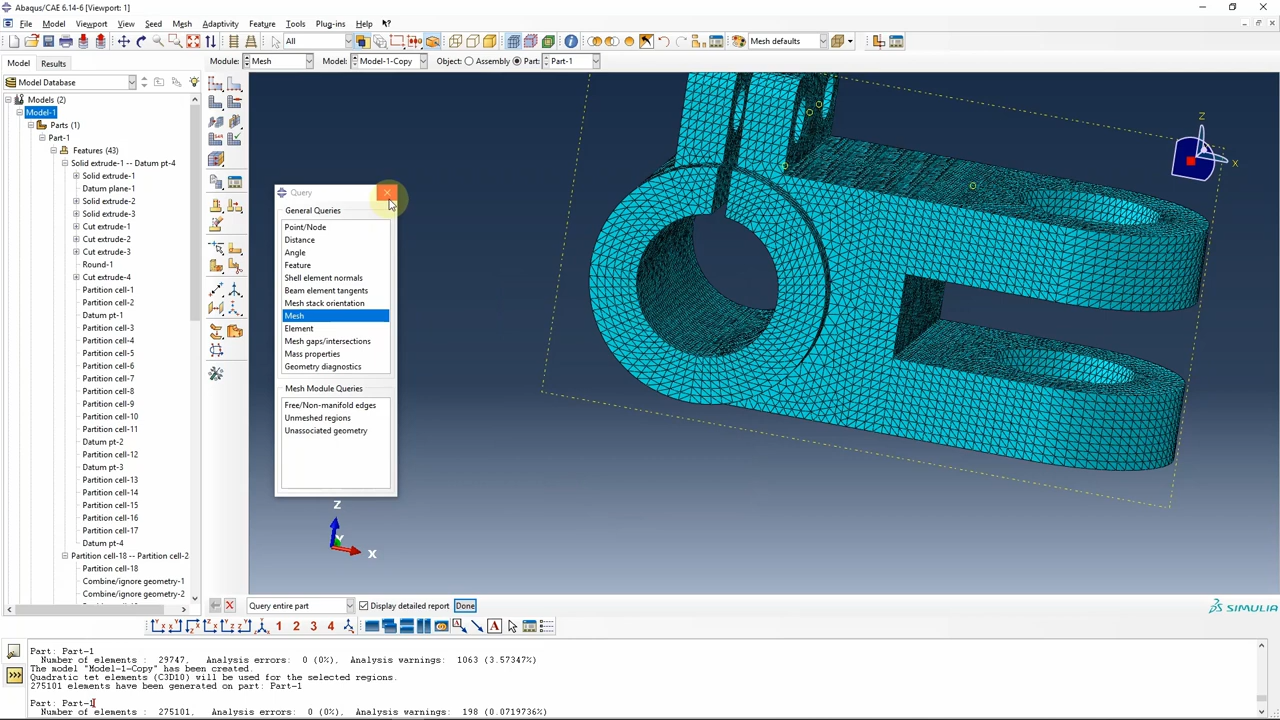 Abaqus/CAE 6.14-6 [Viewport: 1]
File Model Viewport View Seed Mesh Adaptivity Feature Tools Plug-ins Help
All Mesh defaults
Model Results
Module: Mesh Model: Model-1-Copy Object: Assembly Part: Part-1
Model Database
Models (2)
Model-1
Parts (1)
Part-1
Features (43)
Solid extrude-1 -- Datum pt-4
Solid extrude-1
Datum plane-1
Solid extrude-2
Solid extrude-3
Cut extrude-1
Cut extrude-2
Cut extrude-3
Round-1
Cut extrude-4
Partition cell-1
Partition cell-2
Datum pt-1
Partition cell-3
Partition cell-4
Partition cell-5
Partition cell-6
Partition cell-7
Partition cell-8
Partition cell-9
Partition cell-10
Partition cell-11
Datum pt-2
Partition cell-12
Datum pt-3
Partition cell-13
Partition cell-14
Partition cell-15
Partition cell-16
Partition cell-17
Datum pt-4
Partition cell-18 -- Partition cell-2
Partition cell-18
Combine/ignore geometry-1
Combine/ignore geometry-2
Query
General Queries
Point/Node
Distance
Angle
Feature
Shell element normals
Beam element tangents
Mesh stack orientation
Mesh
Element
Mesh gaps/intersections
Mass properties
Geometry diagnostics
Mesh Module Queries
Free/Non-manifold edges
Unmeshed regions
Unassociated geometry
Z
X
Z
Y
X
Query entire part Display detailed report Done
1 2 3 4
SIMULIA
Part: Part-1
Number of elements : 29747, Analysis errors: 0 (0%), Analysis warnings: 1063 (3.57347%)
The model "Model-1-Copy" has been created.
Quadratic tet elements (C3D10) will be used for the selected regions.
275101 elements have been generated on part: Part-1
Part: Part-1
Number of elements : 275101, Analysis errors: 0 (0%), Analysis warnings: 198 (0.0719736%)